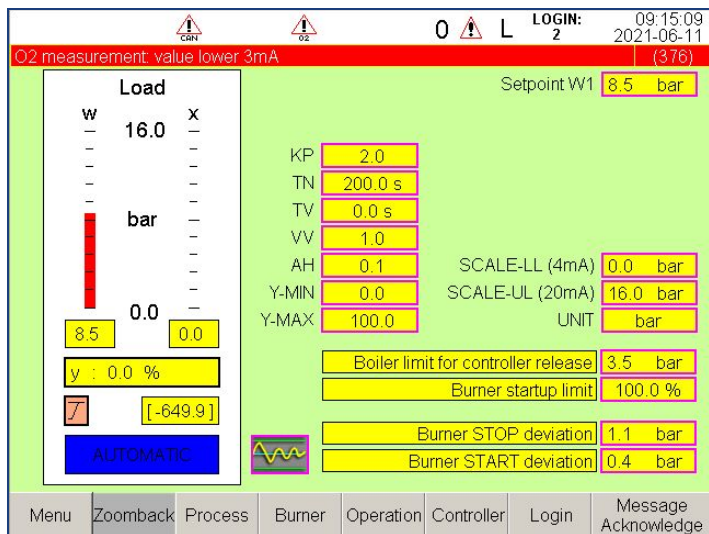 CAN
O2
0 L LOGIN: 2 09:15:09
2021-06-11
O2 measurement: value lower 3mA (376)
Load
Setpoint W1 8.5 bar
w x
16.0
KP 2.0
TN 200.0 s
TV 0.0 s
bar
VV 1.0
AH 0.1 SCALE-LL (4mA) 0.0 bar
Y-MIN 0.0 SCALE-UL (20mA) 16.0 bar
0.0
Y-MAX 100.0 UNIT bar
8.5 0.0
Boiler limit for controller release 3.5 bar
y : 0.0 %
Burner startup limit 100.0 %
[-649.9]
Burner STOP deviation 1.1 bar
AUTOMATIC
Burner START deviation 0.4 bar
Menu Zoomback Process Burner Operation Controller Login Message
Acknowledge